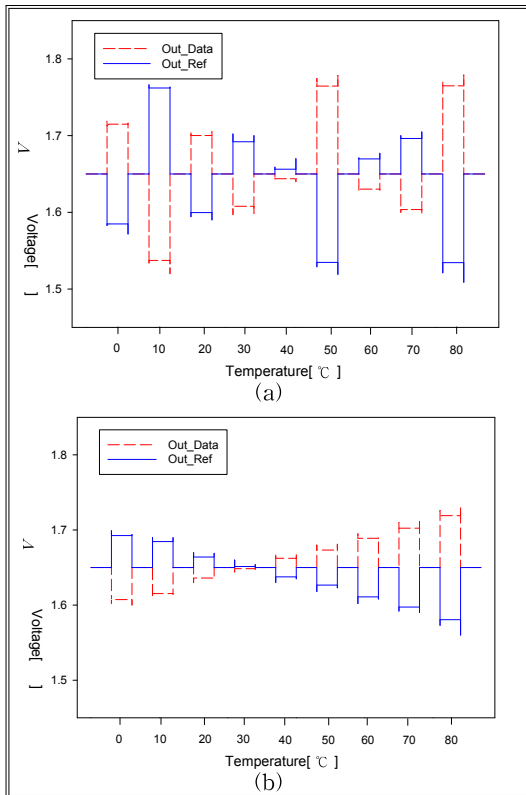 1.8
1.7
1.6
1.5
Voltage[ V ]
Out_Data
Out_Ref
0 10 20 30 40 50 60 70 80
Temperature[ ℃ ]
(a)
1.8
1.7
1.6
1.5
Voltage[ V ]
Out_Data
Out_Ref
0 10 20 30 40 50 60 70 80
Temperature[ ℃ ]
(b)